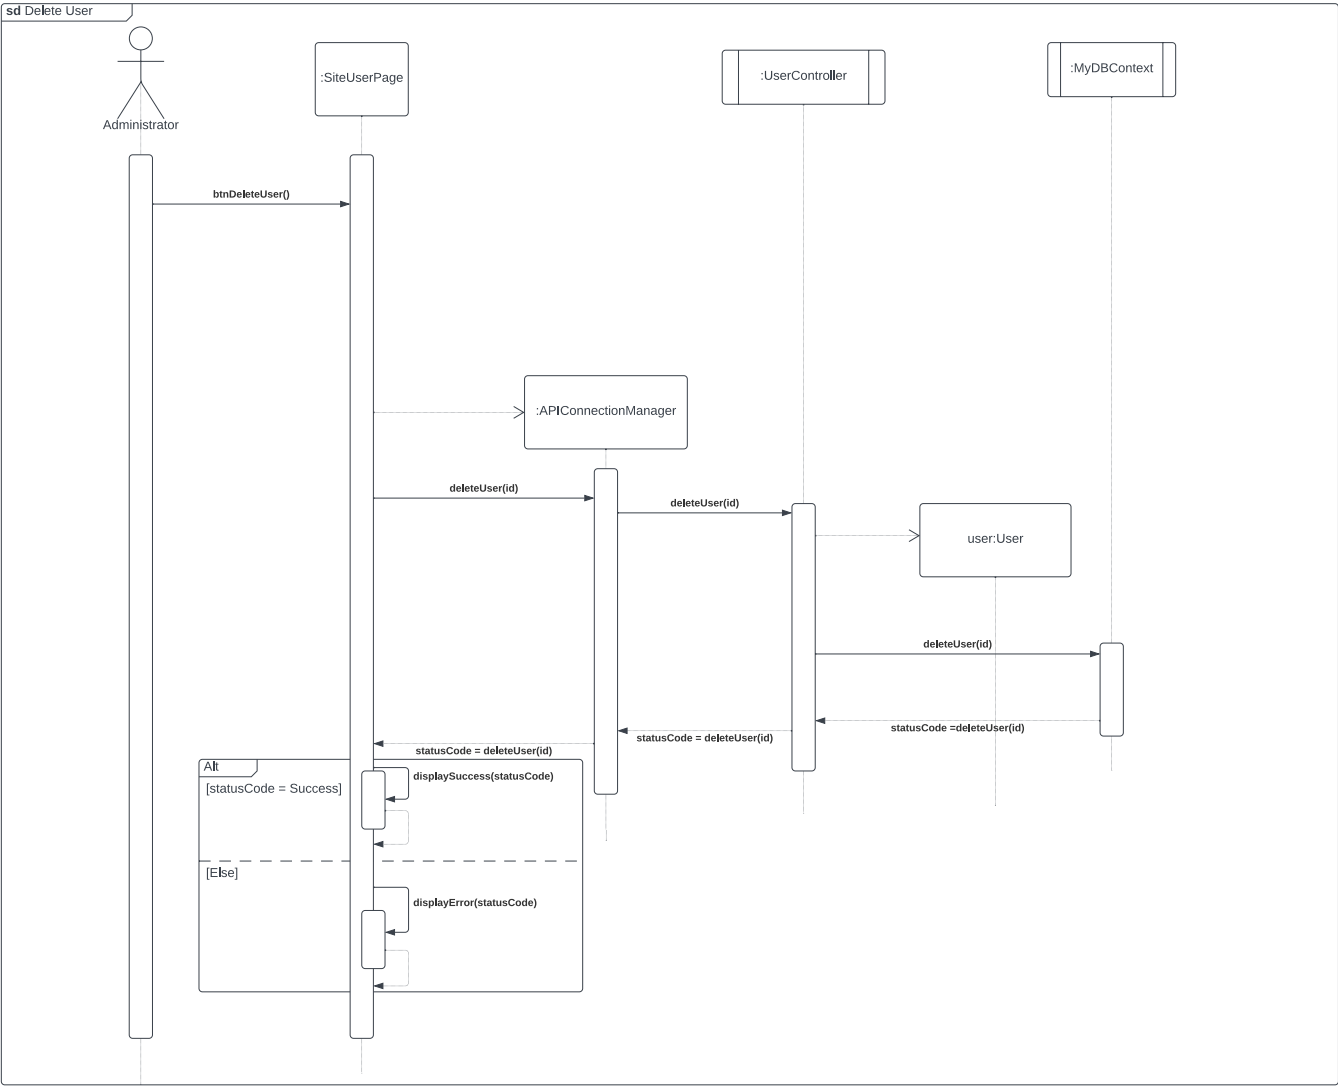 sd Delete User
:SiteUserPage
:UserController
:MyDBContext
Administrator
btnDeleteUser()
:APIConnectionManager
deleteUser(id)
deleteUser(id)
user:User
deleteUser(id)
statusCode =deleteUser(id)
statusCode = deleteUser(id)
statusCode = deleteUser(id)
Alt
displaySuccess(statusCode)
[statusCode = Success]
[Else]
displayError(statusCode)